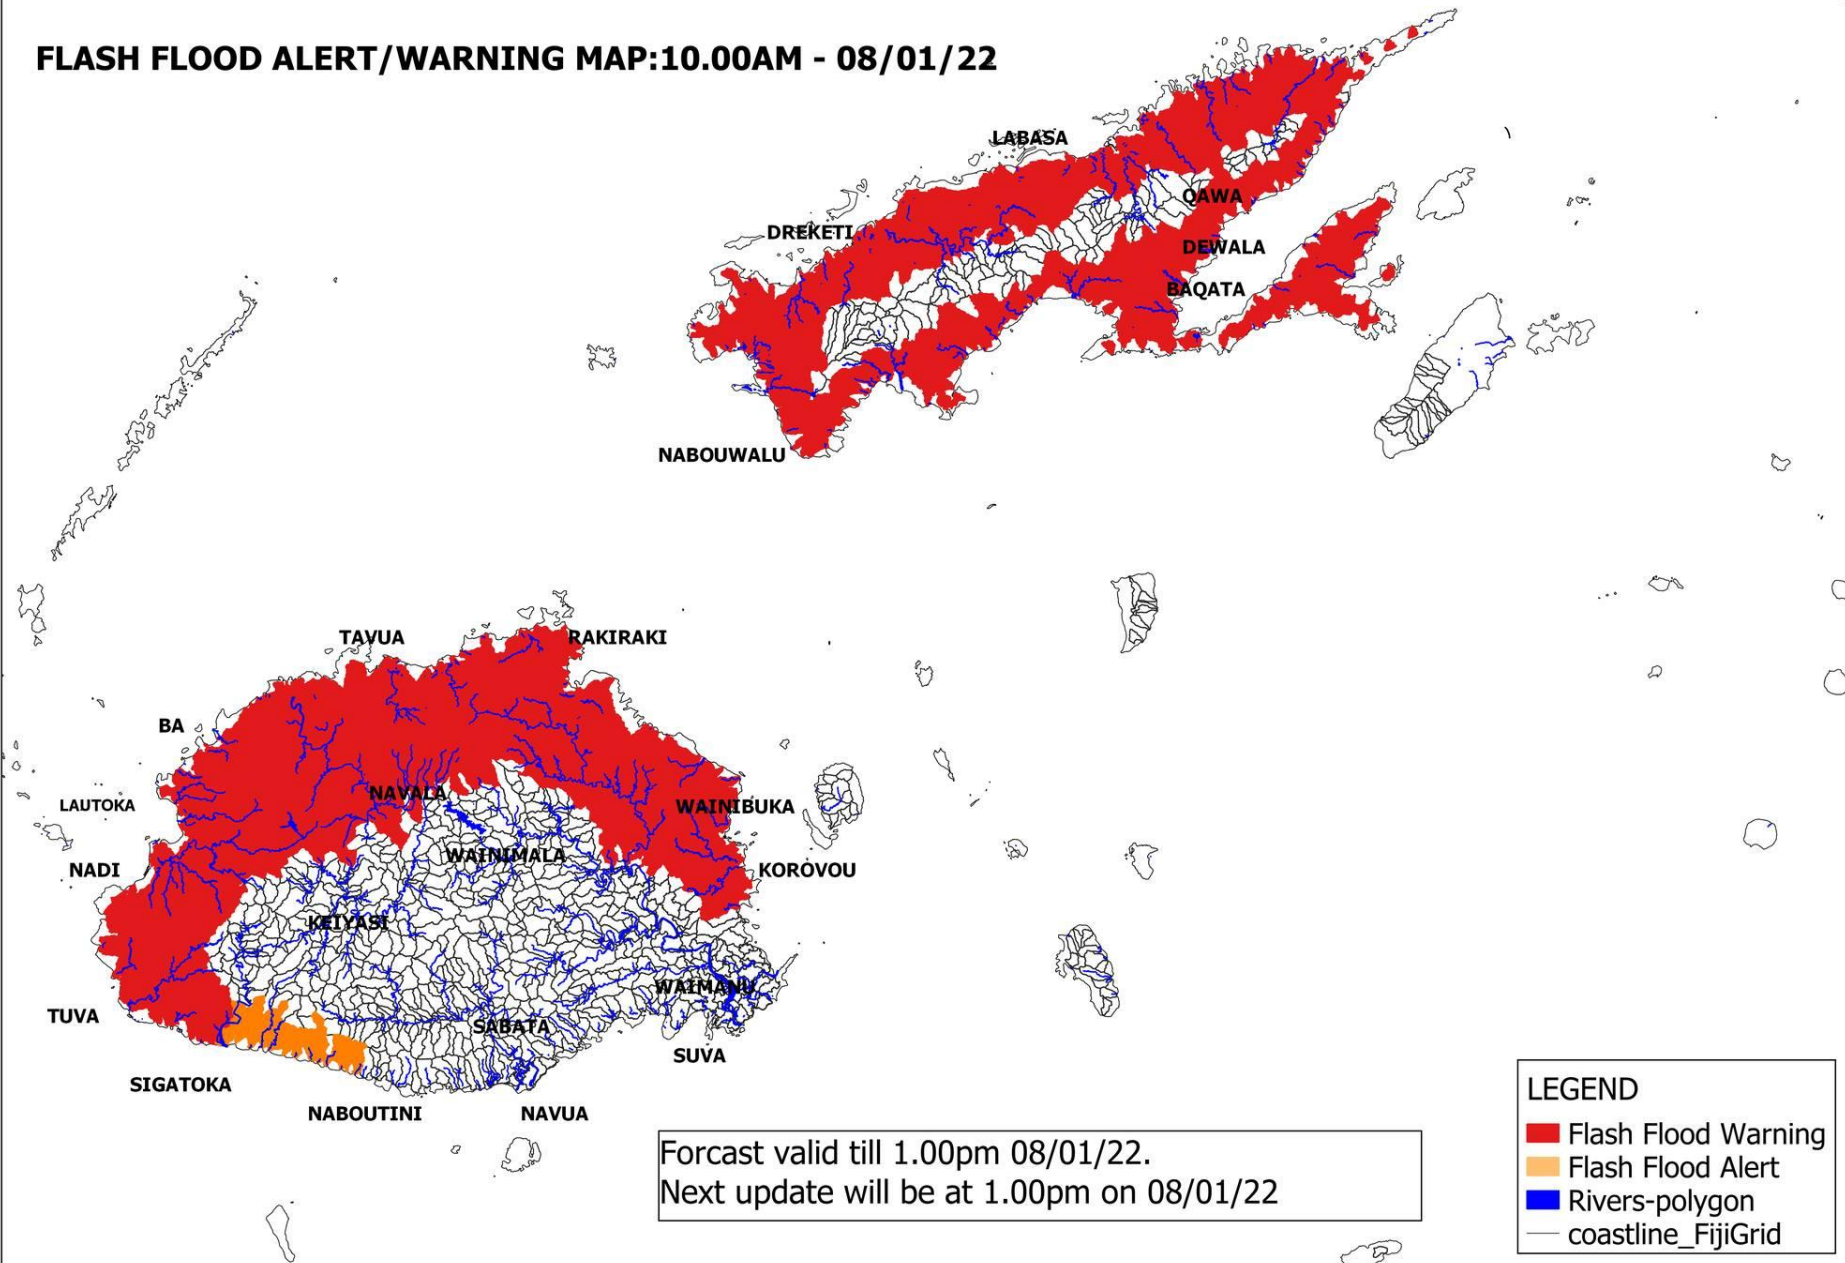 FLASH FLOOD ALERT/WARNING MAP:10.00AM - 08/01/22
LABASA
QAWA
DREKETI
DEWALA
BAQATA
NABOUWALU
TAVUA
RAKIRAKI
BA
NAVALA
LAUTOKA
WAINIBUKA
WAINIMALA
NADI
KOROVOU
KEIYASI
WAIMANU
TUVA
SABATA
SUVA
SIGATOKA
NABOUTINI
NAVUA
Forcast valid till 1.00pm 08/01/22.
Next update will be at 1.00pm on 08/01/22
LEGEND
Flash Flood Warning
Flash Flood Alert
Rivers-polygon
coastline_FijiGrid